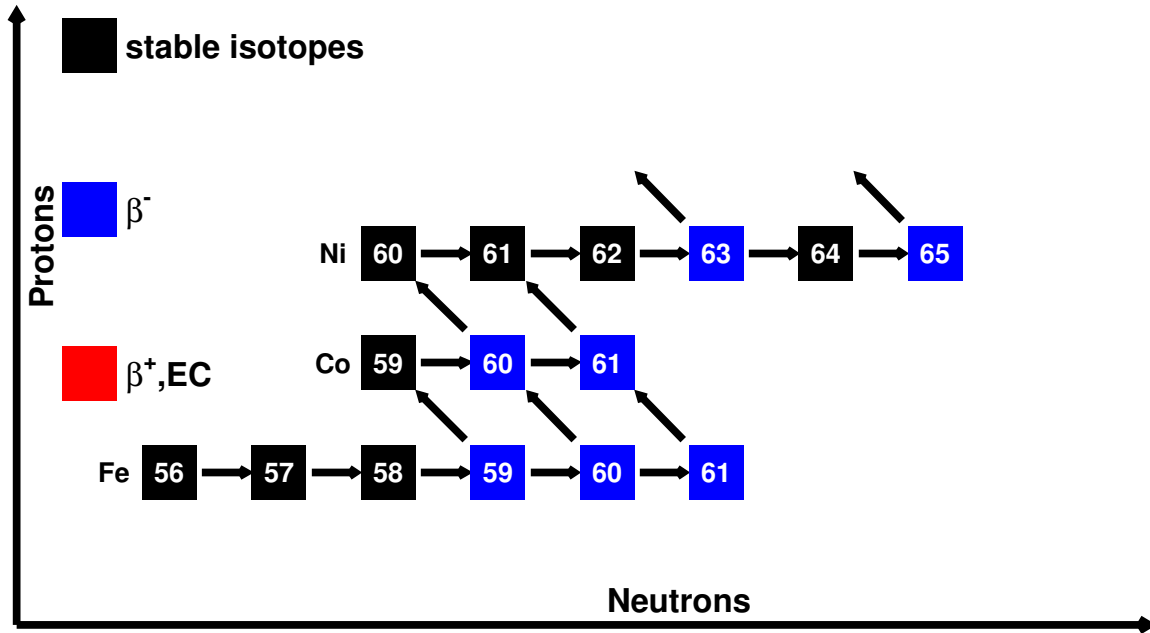 stable isotopes
β-
β+,EC
Protons
Ni 60 61 62 63 64 65
Co 59 60 61
Fe 56 57 58 59 60 61
Neutrons